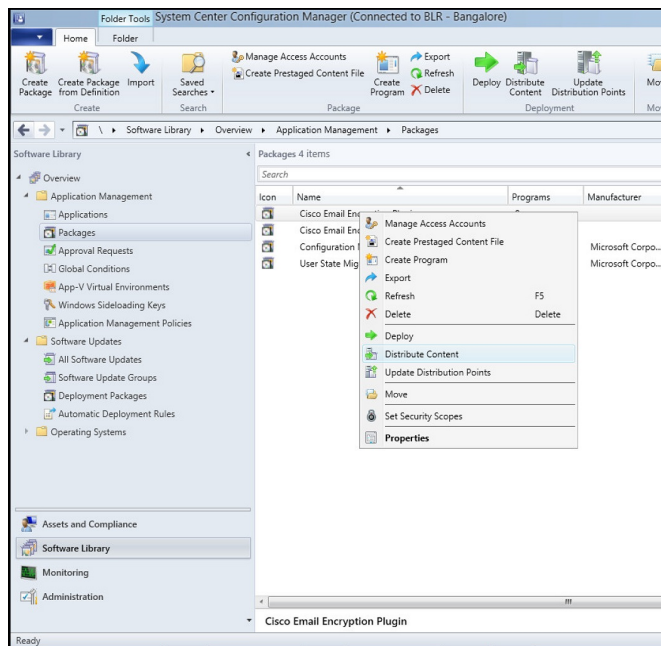 Folder Tools System Center Configuration Manager (Connected to BLR - Bangalore)
Home Folder
Create Package
Create Package from Definition
Import
Saved Searches
Manage Access Accounts
Create Prestaged Content File
Create Program
Export
Refresh
Delete
Deploy
Distribute Content
Update Distribution Points
Create Search Package Deployment
\ Software Library Overview Application Management Packages
Software Library
Packages 4 items
Overview
Search
Application Management
Icon Name Programs Manufacturer
Applications
Packages
Approval Requests
Global Conditions
App-V Virtual Environments
Windows Sideloading Keys
Application Management Policies
Software Updates
All Software Updates
Software Update Groups
Deployment Packages
Automatic Deployment Rules
Operating Systems
Cisco Email
Cisco Email
Configuration Microsoft Corpo...
User State Microsoft Corpo...
Manage Access Accounts
Create Prestaged Content File
Create Program
Export
Refresh F5
Delete Delete
Deploy
Distribute Content
Update Distribution Points
Move
Set Security Scopes
Properties
Assets and Compliance
Software Library
Monitoring
Administration
Cisco Email Encryption Plugin
Ready